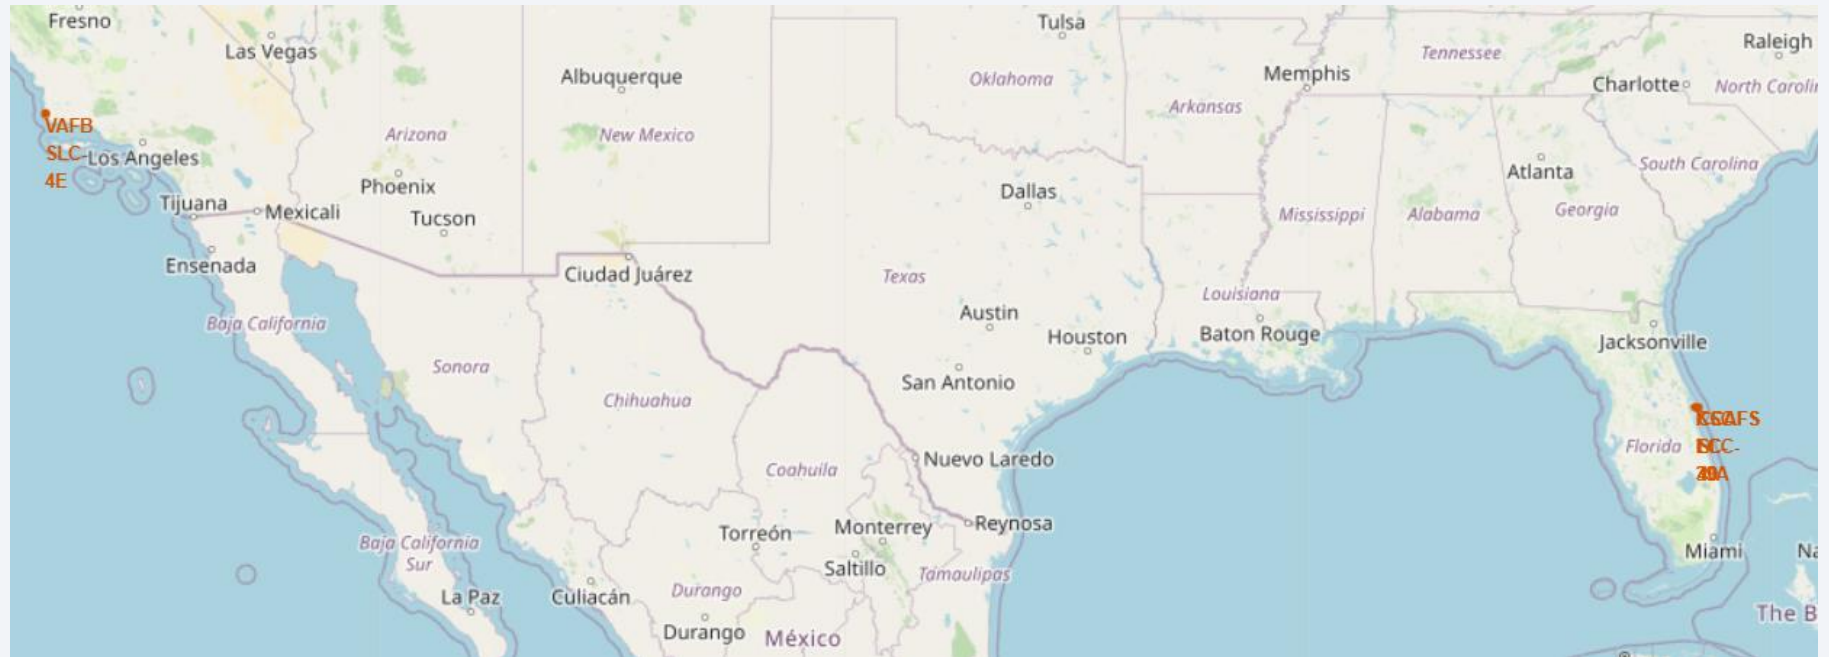 Fresno
Las Vegas
Albuquerque
Tulsa
Oklahoma
Memphis
Tennessee
Raleigh
Charlotte
North Carolin
VAFB
SLC-
4E
Los Angeles
Arizona
New Mexico
Arkansas
Atlanta
South Carolina
Phoenix
Dallas
Tijuana
Mexicali
Tucson
Mississippi
Alabama
Georgia
Ensenada
Ciudad Juárez
Texas
Louisiana
Baja California
Austin
Houston
Baton Rouge
Jacksonville
Sonora
San Antonio
Chihuahua
Florida
Coahuila
Nuevo Laredo
Baja California
Sur
Torreón
Monterrey
Reynosa
Miami
Na
Saltillo
Tamaulipas
La Paz
Culiacán
Durango
Durango
México
The B